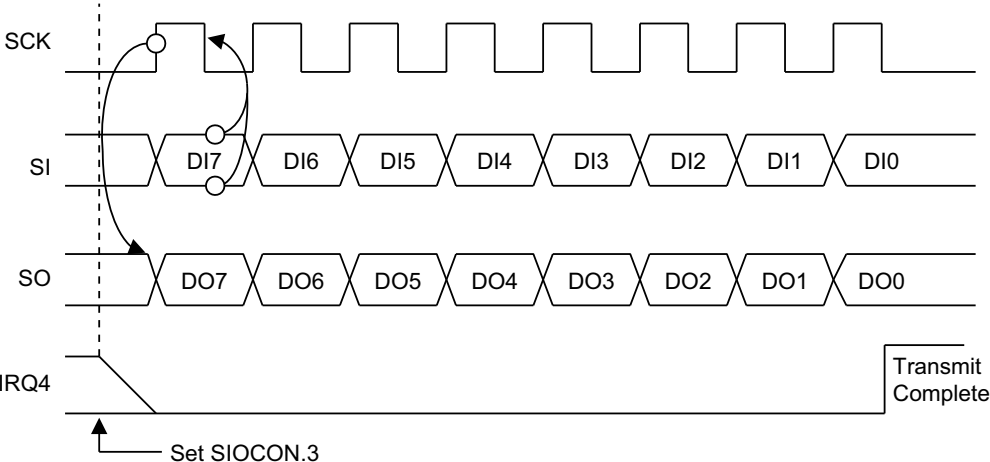 SCK
SI DI7 DI6 DI5 DI4 DI3 DI2 DI1 DI0
SO DO7 DO6 DO5 DO4 DO3 DO2 DO1 DO0
IRQ4
Transmit
Complete
Set SIOCON.3